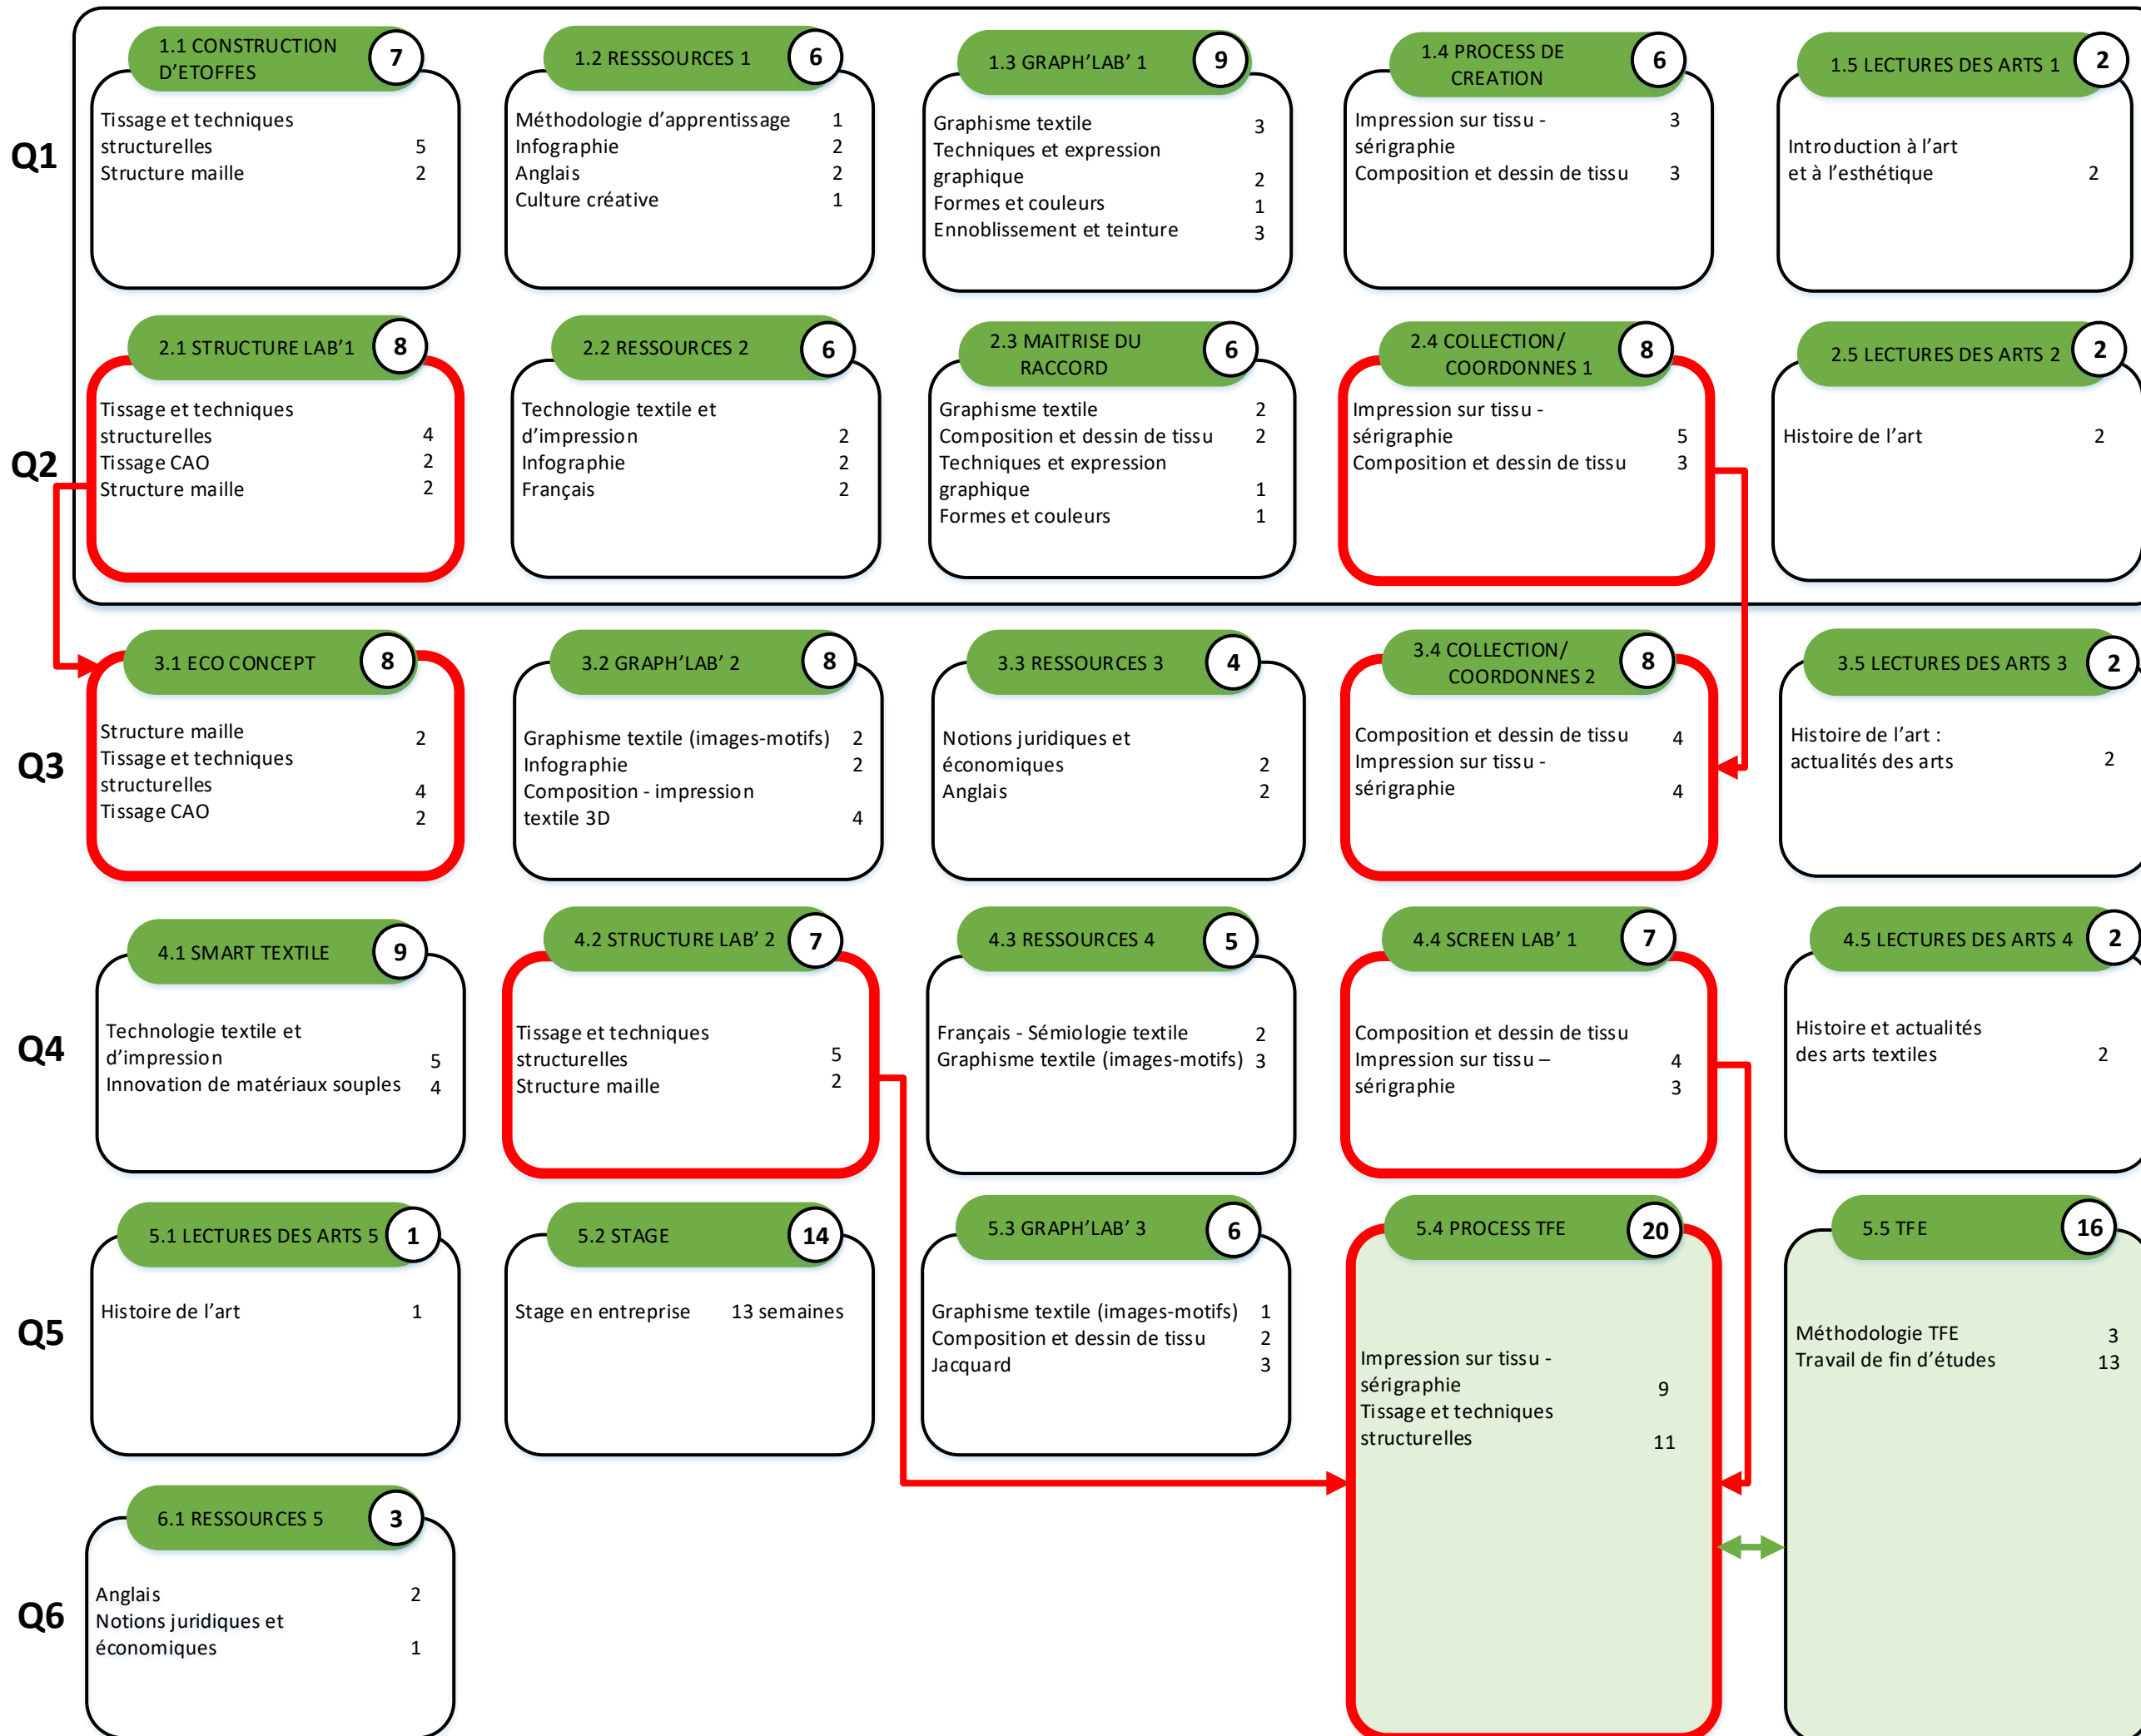 Q1
1.1 CONSTRUCTION
D'ETOFFES
7
Tissage et techniques
structurelles 5
Structure maille 2
1.2 RESSSOURCES 1
6
Méthodologie d'apprentissage 1
Infographie 2
Anglais 2
Culture créative 1
1.3 GRAPH'LAB' 1
9
Graphisme textile 3
Techniques et expression
graphique 2
Formes et couleurs 1
Ennoblissement et teinture 3
1.4 PROCESS DE
CREATION
6
Impression sur tissu - 3
sérigraphie
Composition et dessin de tissu 3
1.5 LECTURES DES ARTS 1
2
Introduction à l'art
et à l'esthétique 2
Q2
2.1 STRUCTURE LAB'1
8
Tissage et techniques
structurelles 4
Tissage CAO 2
Structure maille 2
2.2 RESSOURCES 2
6
Technologie textile et
d'impression 2
Infographie 2
Français 2
2.3 MAITRISE DU
RACCORD
6
Graphisme textile 2
Composition et dessin de tissu 2
Techniques et expression
graphique 1
Formes et couleurs 1
2.4 COLLECTION/
COORDONNES 1
8
Impression sur tissu -
sérigraphie 5
Composition et dessin de tissu 3
2.5 LECTURES DES ARTS 2
2
Histoire de l'art 2
Q3
3.1 ECO CONCEPT
8
Structure maille 2
Tissage et techniques
structurelles 4
Tissage CAO 2
3.2 GRAPH'LAB' 2
8
Graphisme textile (images-motifs) 2
Infographie 2
Composition - impression
textile 3D 4
3.3 RESSOURCES 3
4
Notions juridiques et
économiques 2
Anglais 2
3.4 COLLECTION/
COORDONNES 2
8
Composition et dessin de tissu 4
Impression sur tissu -
sérigraphie 4
3.5 LECTURES DES ARTS 3
2
Histoire de l'art :
actualités des arts 2
Q4
4.1 SMART TEXTILE
9
Technologie textile et
d'impression 5
Innovation de matériaux souples 4
4.2 STRUCTURE LAB' 2
7
Tissage et techniques
structurelles 5
Structure maille 2
4.3 RESSOURCES 4
5
Français - Sémiologie textile 2
Graphisme textile (images-motifs) 3
4.4 SCREEN LAB' 1
7
Composition et dessin de tissu
Impression sur tissu – 4
sérigraphie 3
4.5 LECTURES DES ARTS 4
2
Histoire et actualités
des arts textiles 2
Q5
5.1 LECTURES DES ARTS 5
1
Histoire de l'art 1
5.2 STAGE
14
Stage en entreprise 13 semaines
5.3 GRAPH'LAB' 3
6
Graphisme textile (images-motifs) 1
Composition et dessin de tissu 2
Jacquard 3
5.4 PROCESS TFE
20
Impression sur tissu -
sérigraphie 9
Tissage et techniques
structurelles 11
5.5 TFE
16
Méthodologie TFE 3
Travail de fin d'études 13
Q6
6.1 RESSOURCES 5
3
Anglais 2
Notions juridiques et
économiques 1